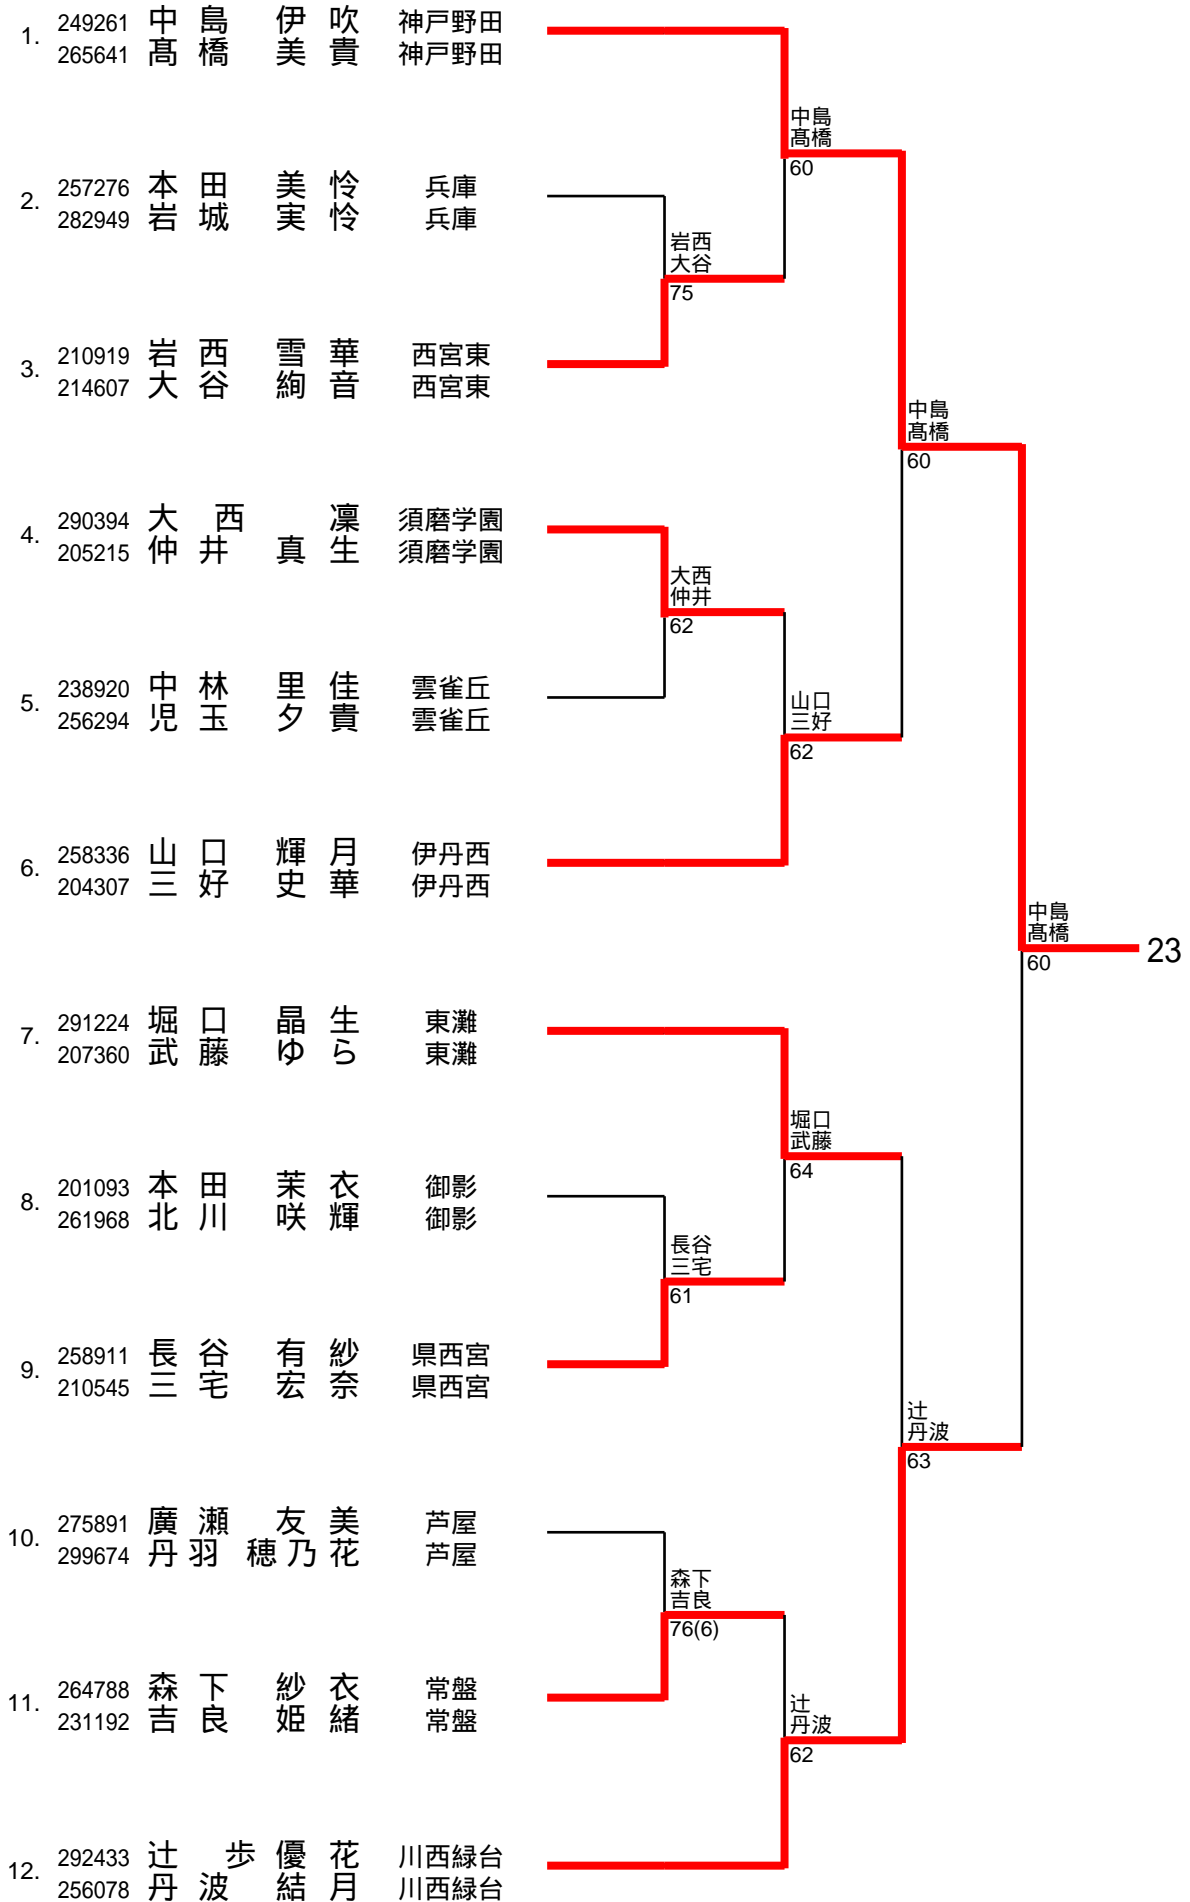 1. 249261 中島 伊吹 神戸野田
265641 髙橋 美貴 神戸野田
中島
髙橋
60
2. 257276 本田 美怜 兵庫
282949 岩城 実怜 兵庫
岩西
大谷
75
3. 210919 岩西 雪華 西宮東
214607 大谷 絢音 西宮東
中島
髙橋
60
4. 290394 大西 凜 須磨学園
205215 仲井 真生 須磨学園
大西
仲井
62
5. 238920 中林 里佳 雲雀丘
256294 児玉 夕貴 雲雀丘
山口
三好
62
6. 258336 山口 輝月 伊丹西
204307 三好 史華 伊丹西
中島
髙橋
60
23
7. 291224 堀口 晶生 東灘
207360 武藤 ゆら 東灘
堀口
武藤
64
8. 201093 本田 茉衣 御影
261968 北川 咲輝 御影
長谷
三宅
61
9. 258911 長谷 有紗 県西宮
210545 三宅 宏奈 県西宮
辻
丹波
63
10. 275891 廣瀬 友美 芦屋
299674 丹羽 穂乃花 芦屋
森下
吉良
76(6)
11. 264788 森下 紗衣 常盤
231192 吉良 姫緒 常盤
辻
丹波
62
12. 292433 辻 歩優花 川西緑台
256078 丹波 結月 川西緑台